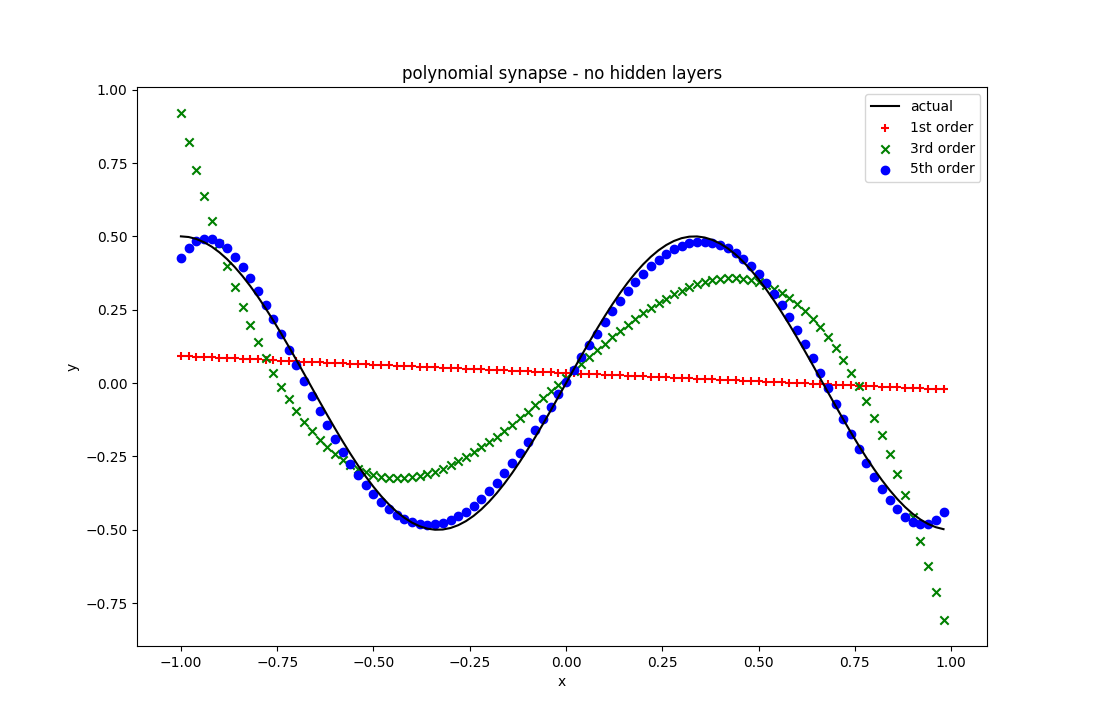 polynomial synapse - no hidden layers
actual
1st order
3rd order
5th order
1.00
0.75
0.50
0.25
0.00
−0.25
−0.50
−0.75
y
−1.00
−0.75
−0.50
−0.25
0.00
0.25
0.50
0.75
1.00
x